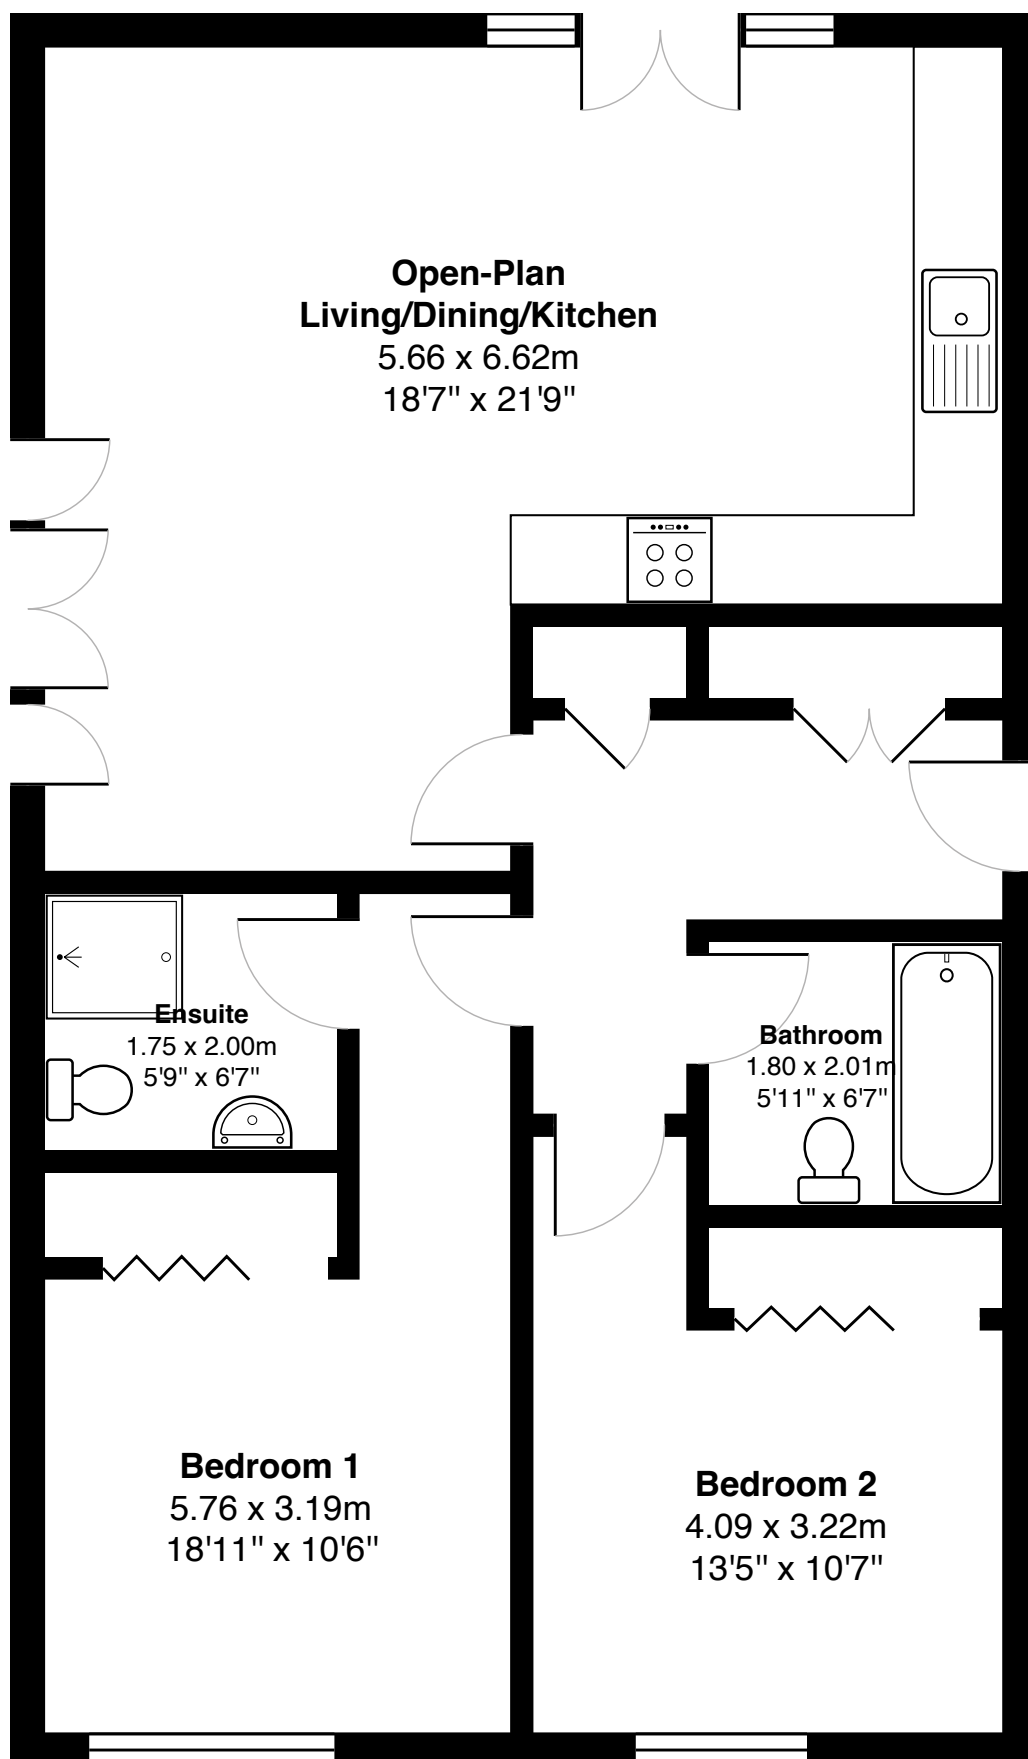 Open-Plan
Living/Dining/Kitchen
5.66 x 6.62m
18'7" x 21'9"
Ensuite
1.75 x 2.00m
5'9" x 6'7"
Bathroom
1.80 x 2.01m
5'11" x 6'7"
Bedroom 1
5.76 x 3.19m
18'11" x 10'6"
Bedroom 2
4.09 x 3.22m
13'5" x 10'7"